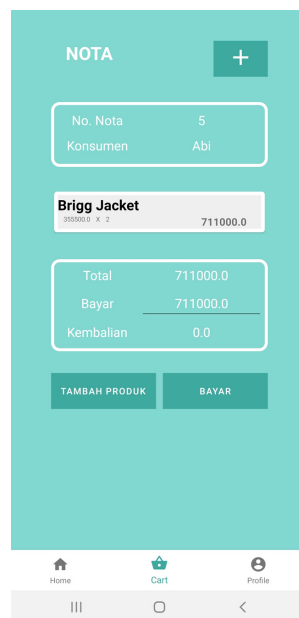 NOTA
+
No. Nota 5
Konsumen Abi
Brigg Jacket
355500.0 X 2
711000.0
Total 711000.0
Bayar 711000.0
Kembalian 0.0
TAMBAH PRODUK BAYAR
Home Cart Profile